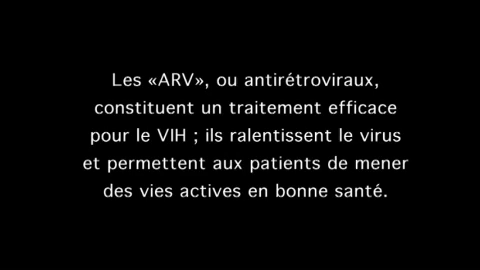 Les «ARV», ou antirétroviraux,
constituent un traitement efficace
pour le VIH ; ils ralentissent le virus
et permettent aux patients de mener
des vies actives en bonne santé.